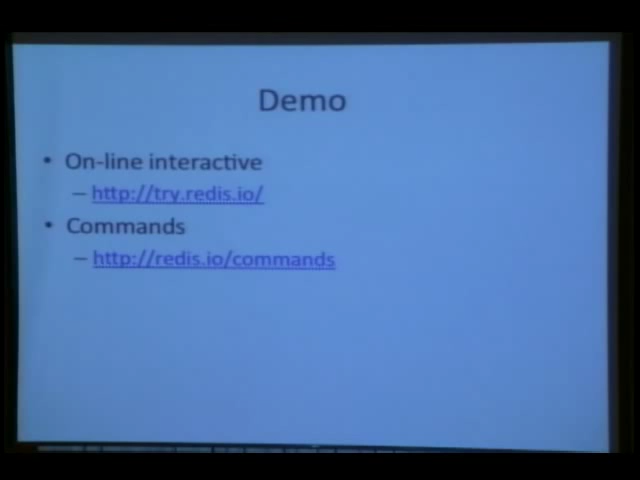 Demo
• On-line interactive
– http://try.redis.io/
• Commands
– http://redis.io/commands